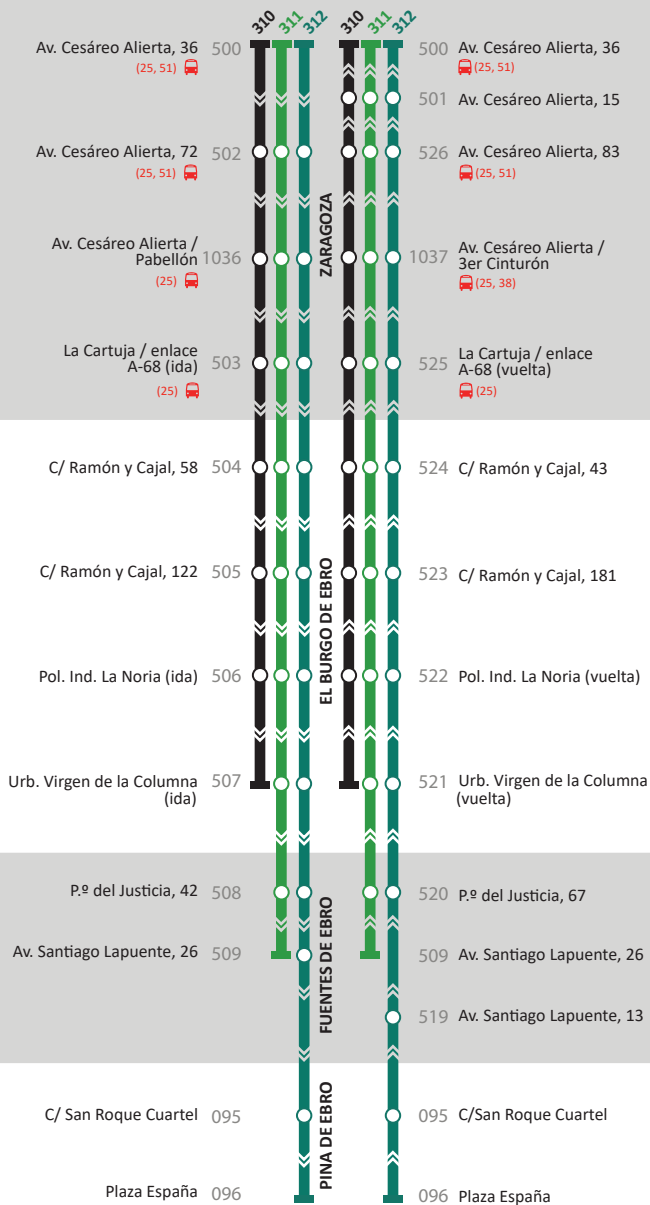 310 311 312
310 311 312
Av. Cesáreo Alierta, 36 500
(25, 51)
500 Av. Cesáreo Alierta, 36
(25, 51)
501 Av. Cesáreo Alierta, 15
Av. Cesáreo Alierta, 72 502
(25, 51)
526 Av. Cesáreo Alierta, 83
(25, 51)
ZARAGOZA
Av. Cesáreo Alierta /
Pabellón 1036
(25)
1037 Av. Cesáreo Alierta /
3er Cinturón
(25, 38)
La Cartuja / enlace
A-68 (ida) 503
(25)
525 La Cartuja / enlace
A-68 (vuelta)
(25)
C/ Ramón y Cajal, 58 504
524 C/ Ramón y Cajal, 43
C/ Ramón y Cajal, 122 505
523 C/ Ramón y Cajal, 181
EL BURGO DE EBRO
Pol. Ind. La Noria (ida) 506
522 Pol. Ind. La Noria (vuelta)
Urb. Virgen de la Columna 507
(ida)
521 Urb. Virgen de la Columna
(vuelta)
P.º del Justicia, 42 508
520 P.º del Justicia, 67
FUENTES DE EBRO
Av. Santiago Lapuente, 26 509
509 Av. Santiago Lapuente, 26
519 Av. Santiago Lapuente, 13
C/ San Roque Cuartel 095
095 C/San Roque Cuartel
PINA DE EBRO
Plaza España 096
096 Plaza España